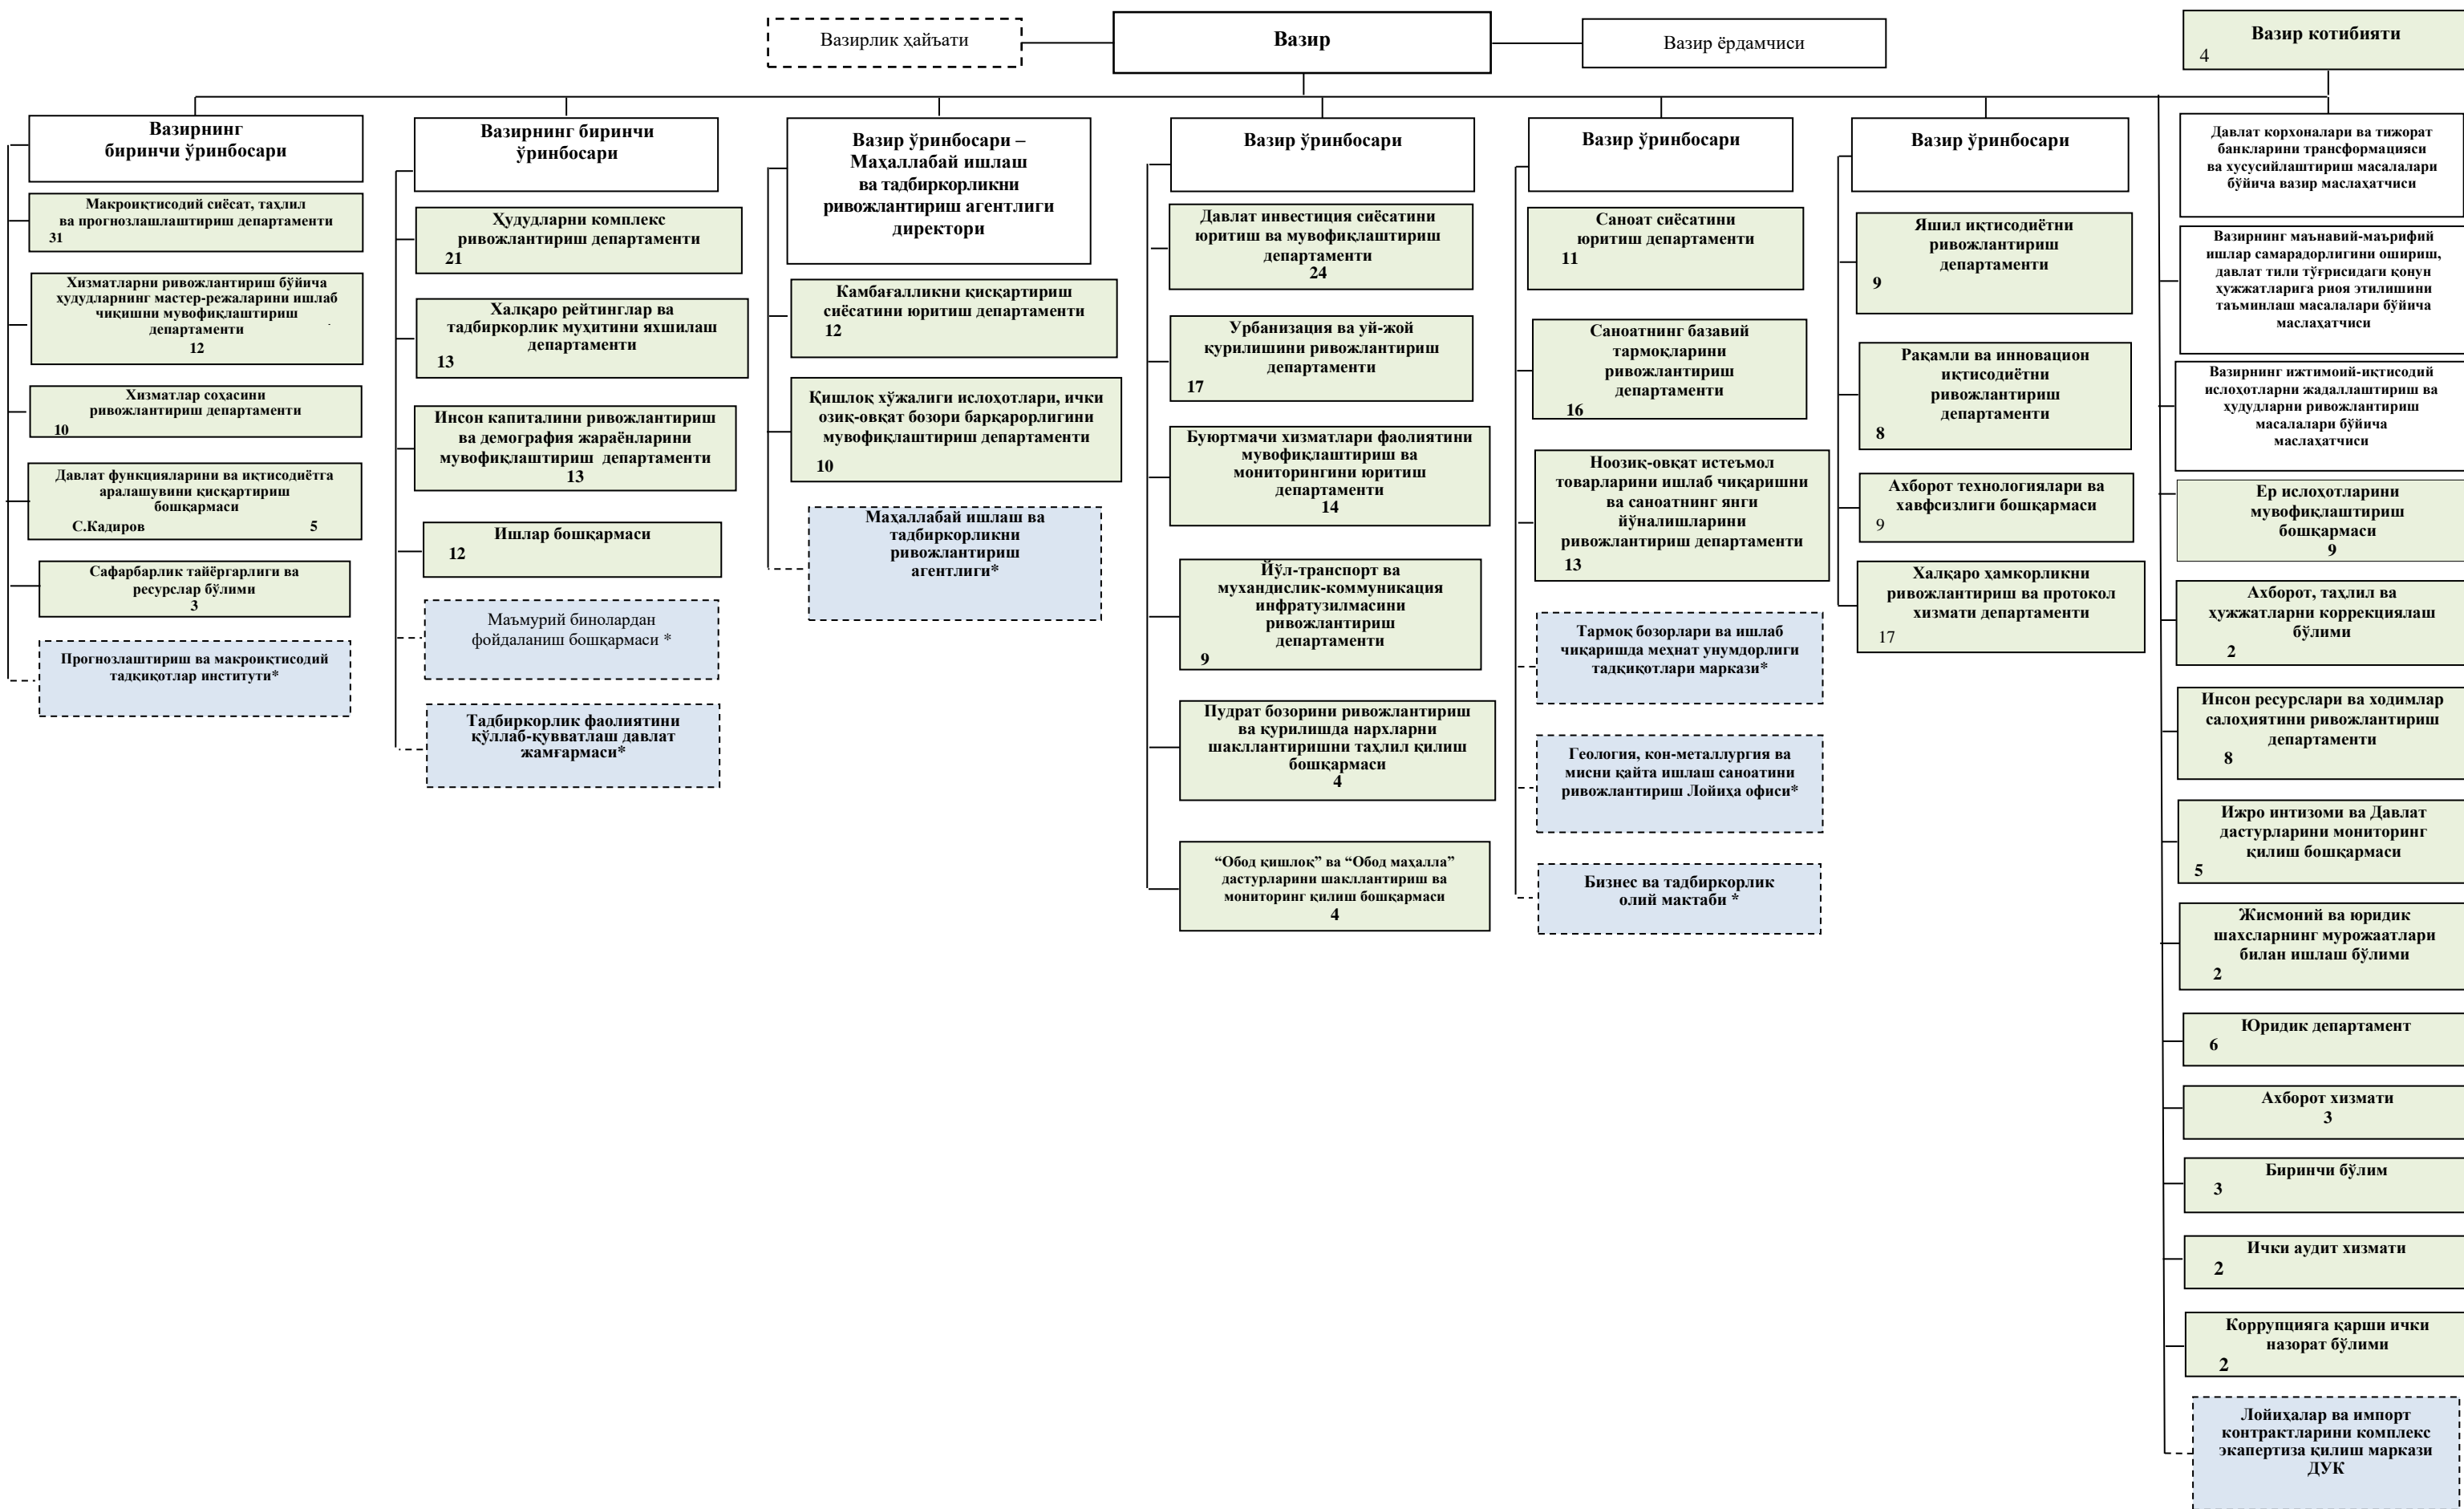 Вазирлик ҳайъати
Вазир
Вазир ёрдамчиси
Вазир котибияти
4
Вазирнинг
биринчи ўринбосари
Макроиқтисодий сиёсат, таҳлил
ва прогнозлашлаштириш департаменти
31
Хизматларни ривожлантириш бўйича
ҳудудларнинг мастер-режаларини ишлаб
чиқишни мувофиқлаштириш
департаменти
12
Хизматлар соҳасини
ривожлантириш департаменти
10
Давлат функцияларини ва иқтисодиётга
аралашувини қисқартириш
бошқармаси
С.Кадиров 5
Сафарбарлик тайёргарлиги ва
ресурслар бўлими
3
Прогнозлаштириш ва макроиқтисодий
тадқиқотлар институти*
Вазирнинг биринчи
ўринбосари
Ҳудудларни комплекс
ривожлантириш департаменти
21
Халқаро рейтинглар ва
тадбиркорлик муҳитини яхшилаш
департаменти
13
Инсон капиталини ривожлантириш
ва демография жараёнларини
мувофиқлаштириш департаменти
13
Ишлар бошқармаси
12
Маъмурий бинолардан
фойдаланиш бошқармаси *
Тадбиркорлик фаолиятини
қўллаб-қувватлаш давлат
жамғармаси*
Вазир ўринбосари –
Маҳаллабай ишлаш
ва тадбиркорликни
ривожлантириш агентлиги
директори
Камбағалликни қисқартириш
сиёсатини юритиш департаменти
12
Қишлоқ хўжалиги ислоҳотлари, ички
озиқ-овқат бозори барқарорлигини
мувофиқлаштириш департаменти
10
Маҳаллабай ишлаш ва
тадбиркорликни
ривожлантириш
агентлиги*
Вазир ўринбосари
Давлат инвестиция сиёсатини
юритиш ва мувофиқлаштириш
департаменти
24
Урбанизация ва уй-жой
қурилишини ривожлантириш
департаменти
17
Буюртмачи хизматлари фаолиятини
мувофиқлаштириш ва
мониторингини юритиш
департаменти
14
Йўл-транспорт ва
мухандислик-коммуникация
инфратузилмасини
ривожлантириш
департаменти
9
Пудрат бозорини ривожлантириш
ва қурилишда нархларни
шакллантиришни таҳлил қилиш
бошқармаси
4
“Обод қишлоқ” ва “Обод маҳалла”
дастурларини шакллантириш ва
мониторинг қилиш бошқармаси
4
Вазир ўринбосари
Саноат сиёсатини
юритиш департаменти
11
Саноатнинг базавий
тармоқларини
ривожлантириш
департаменти
16
Ноозиқ-овқат истеъмол
товарларини ишлаб чиқаришни
ва саноатнинг янги
йўналишларини
ривожлантириш департаменти
13
Тармоқ бозорлари ва ишлаб
чиқаришда меҳнат унумдорлиги
тадқиқотлари маркази*
Геология, кон-металлургия ва
мисни қайта ишлаш саноатини
ривожлантириш Лойиҳа офиси*
Бизнес ва тадбиркорлик
олий мактаби *
Вазир ўринбосари
Яшил иқтисодиётни
ривожлантириш
департаменти
9
Рақамли ва инновацион
иқтисодиётни
ривожлантириш
департаменти
8
Ахборот технологиялари ва
хавфсизлиги бошқармаси
9
Халқаро ҳамкорликни
ривожлантириш ва протокол
хизмати департаменти
17
Давлат корхоналари ва тижорат
банкларини трансформацияси
ва хусусийлаштириш масалалари
бўйича вазир маслаҳатчиси
Вазирнинг маънавий-маърифий
ишлар самарадорлигини ошириш,
давлат тили тўғрисидаги қонун
ҳужжатларига риоя этилишини
таъминлаш масалалари бўйича
маслаҳатчиси
Вазирнинг ижтимоий-иқтисодий
ислоҳотларни жадаллаштириш ва
ҳудудларни ривожлантириш
масалалари бўйича
маслаҳатчиси
Ер ислоҳотларини
мувофиқлаштириш
бошқармаси
9
Ахборот, таҳлил ва
ҳужжатларни коррекциялаш
бўлими
2
Инсон ресурслари ва ходимлар
салоҳиятини ривожлантириш
департаменти
8
Ижро интизоми ва Давлат
дастурларини мониторинг
қилиш бошқармаси
5
Жисмоний ва юридик
шахсларнинг мурожаатлари
билан ишлаш бўлими
2
Юридик департамент
6
Ахборот хизмати
3
Биринчи бўлим
3
Ички аудит хизмати
2
Коррупцияга қарши ички
назорат бўлими
2
Лойиҳалар ва импорт
контрактларини комплекс
экапертиза қилиш маркази
ДУК